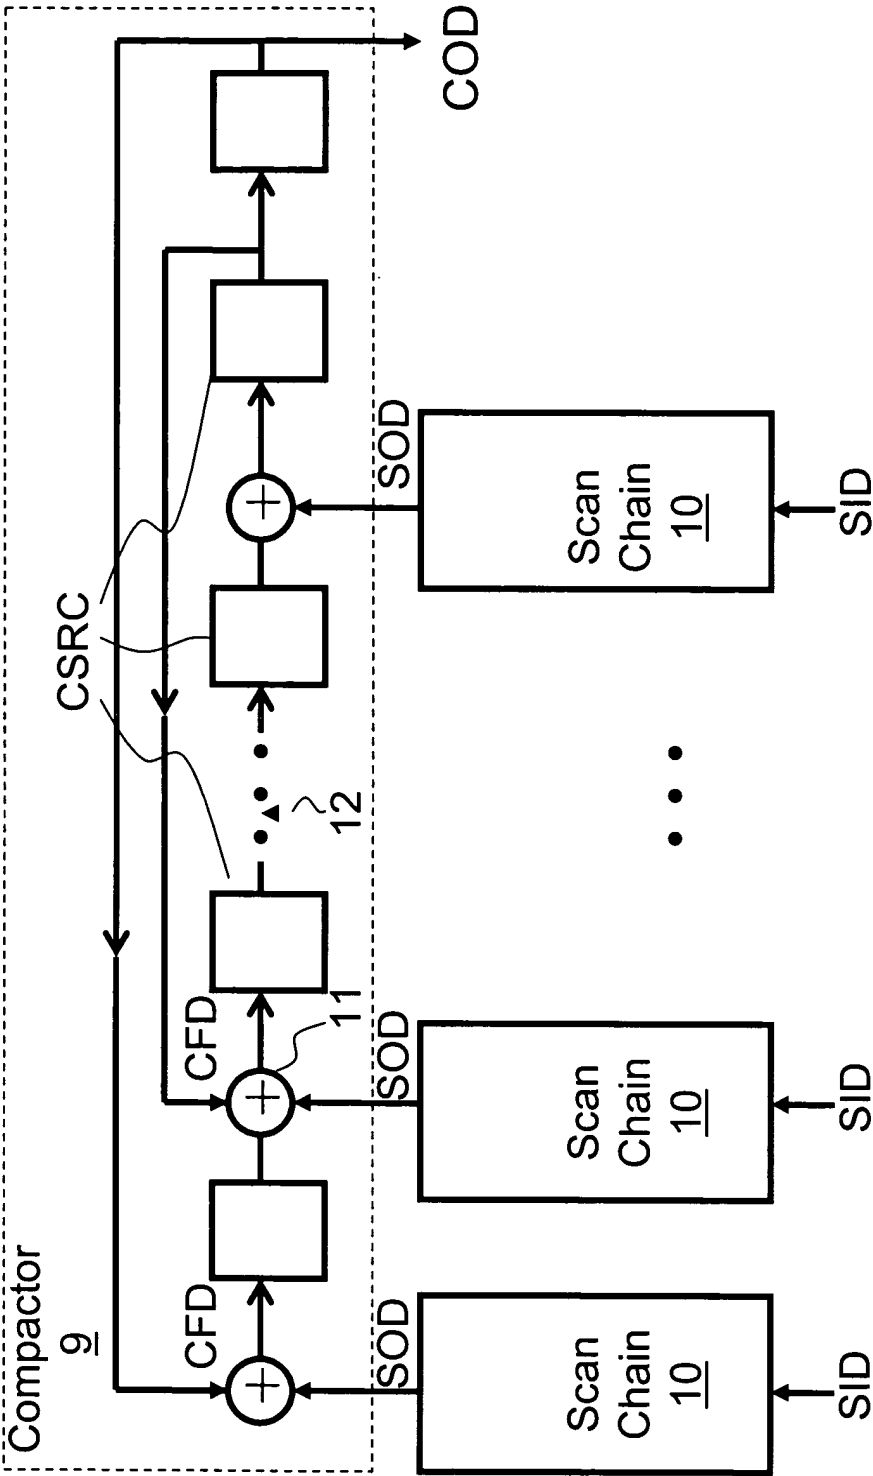 Compactor
9
CSRC
CFD
CFD
11
12
SOD
SOD
SOD
COD
Scan
Chain
10
Scan
Chain
10
Scan
Chain
10
SID
SID
SID